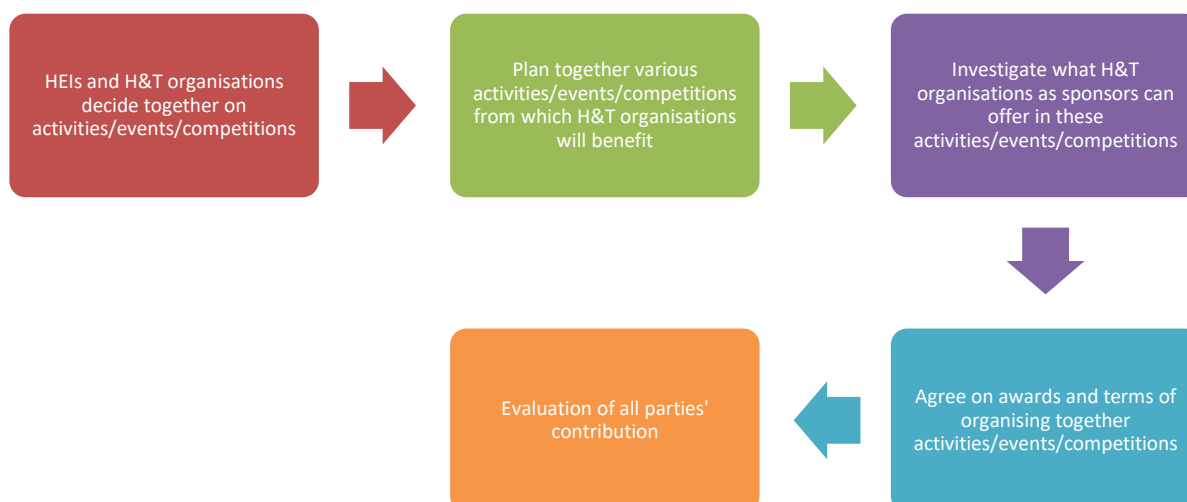 HEIs and H&T organisations
decide together on
activities/events/competitions
Plan together various
activities/events/competitions
from which H&T organisations
will benefit
Investigate what H&T
organisations as sponsors can
offer in these
activities/events/competitions
Agree on awards and terms of
organising together
activities/events/competitions
Evaluation of all parties'
contribution